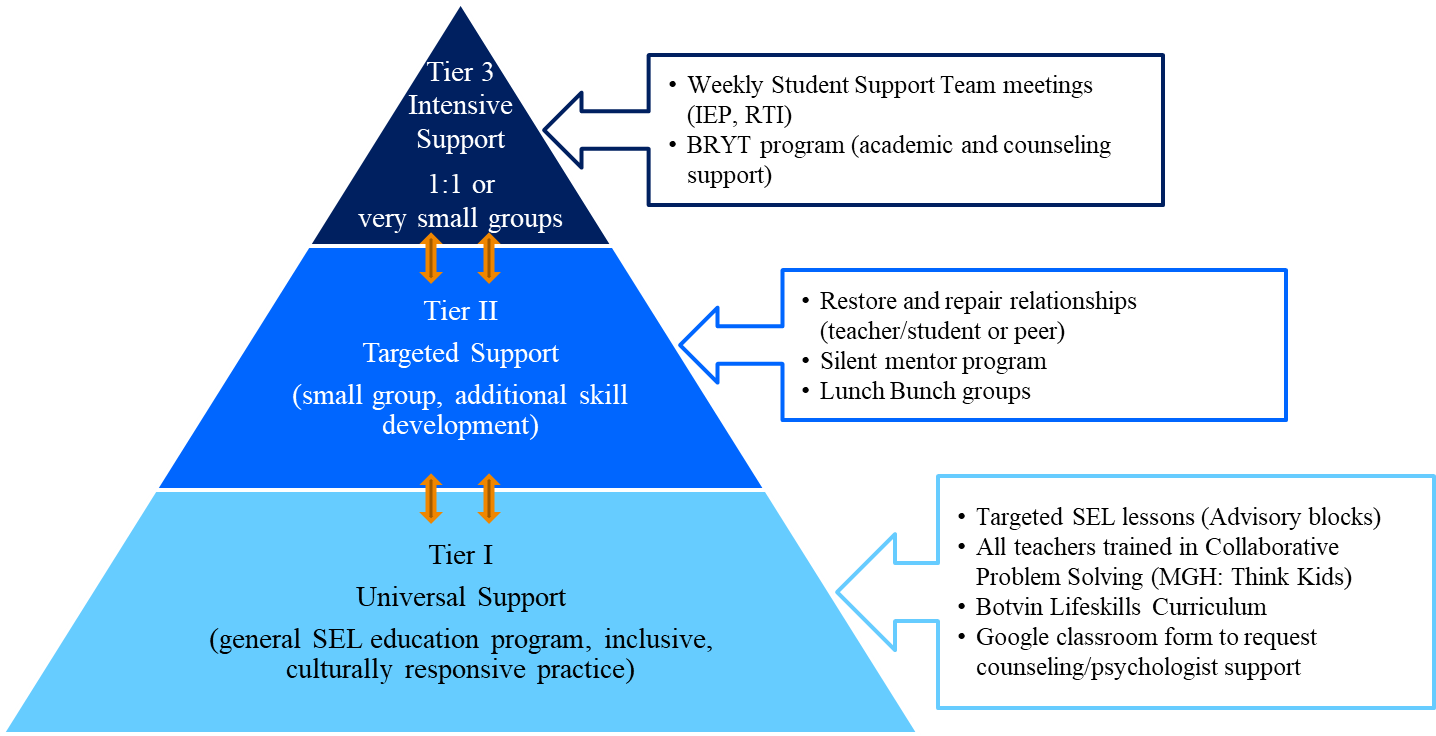 Tier 3
Intensive
Support
1:1 or
very small groups
• Weekly Student Support Team meetings
(IEP, RTI)
• BRYT program (academic and counseling
support)
Tier II
Targeted Support
(small group, additional skill
development)
• Restore and repair relationships
(teacher/student or peer)
• Silent mentor program
• Lunch Bunch groups
Tier I
Universal Support
(general SEL education program, inclusive,
culturally responsive practice)
• Targeted SEL lessons (Advisory blocks)
• All teachers trained in Collaborative
Problem Solving (MGH: Think Kids)
• Botvin Lifeskills Curriculum
• Google classroom form to request
counseling/psychologist support